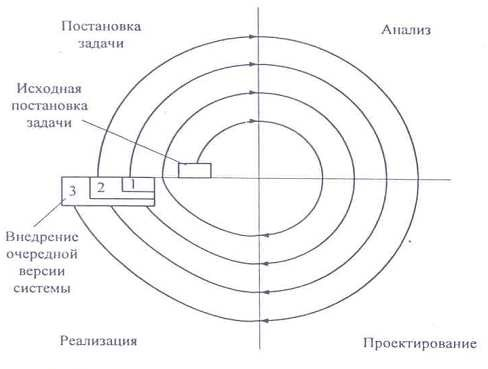 Постановка
задачи
Анализ
Исходная
постановка
задачи
3 2 1
Внедрение
очередной
версии
системы
Реализация
Проектирование